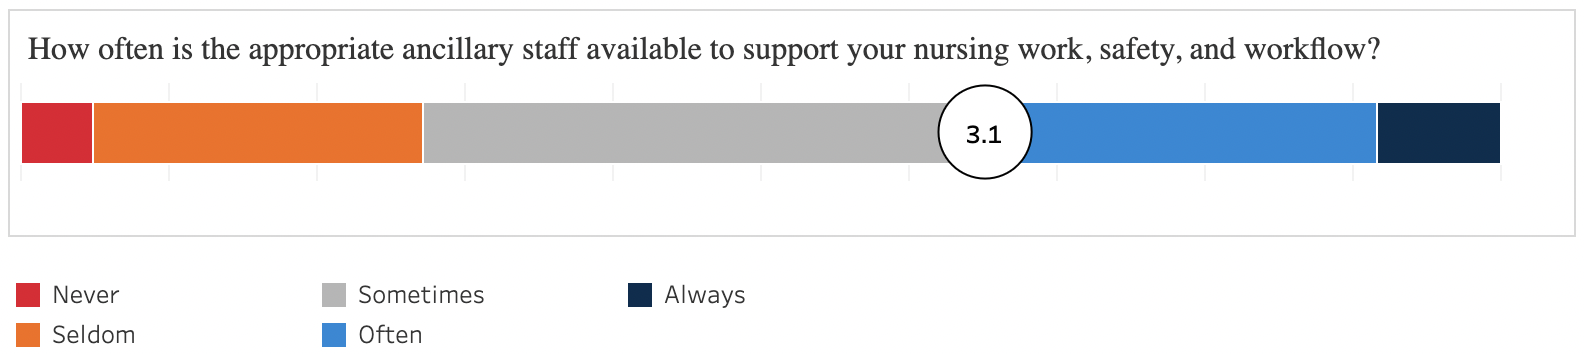 How often is the appropriate ancillary staff available to support your nursing work, safety, and workflow?
3.1
Never
Sometimes
Always
Seldom
Often